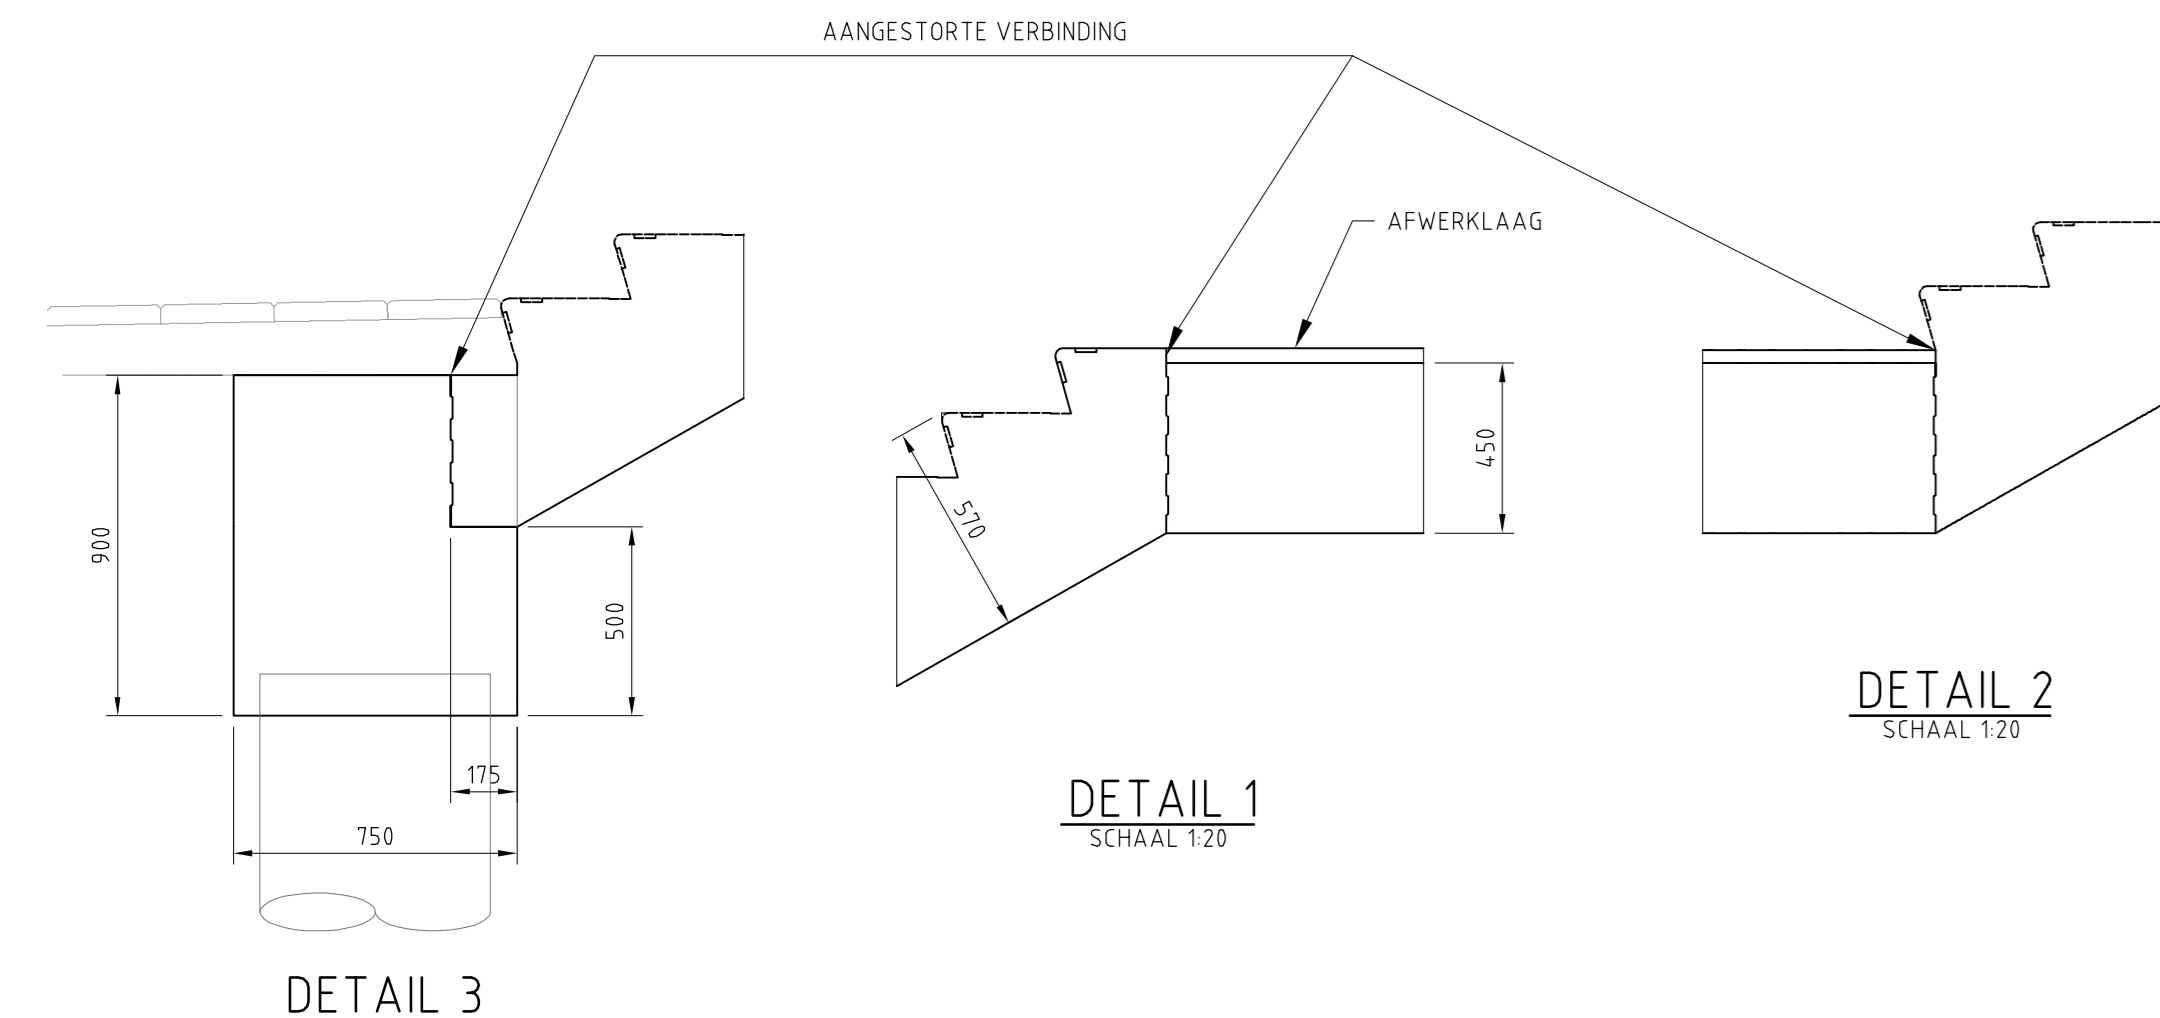 AANGESTORTE VERBINDING
AFWERKLAAG
900
500
175
750
570
450
DETAIL 3
DETAIL 1
SCHAAL 1:20
DETAIL 2
SCHAAL 1:20